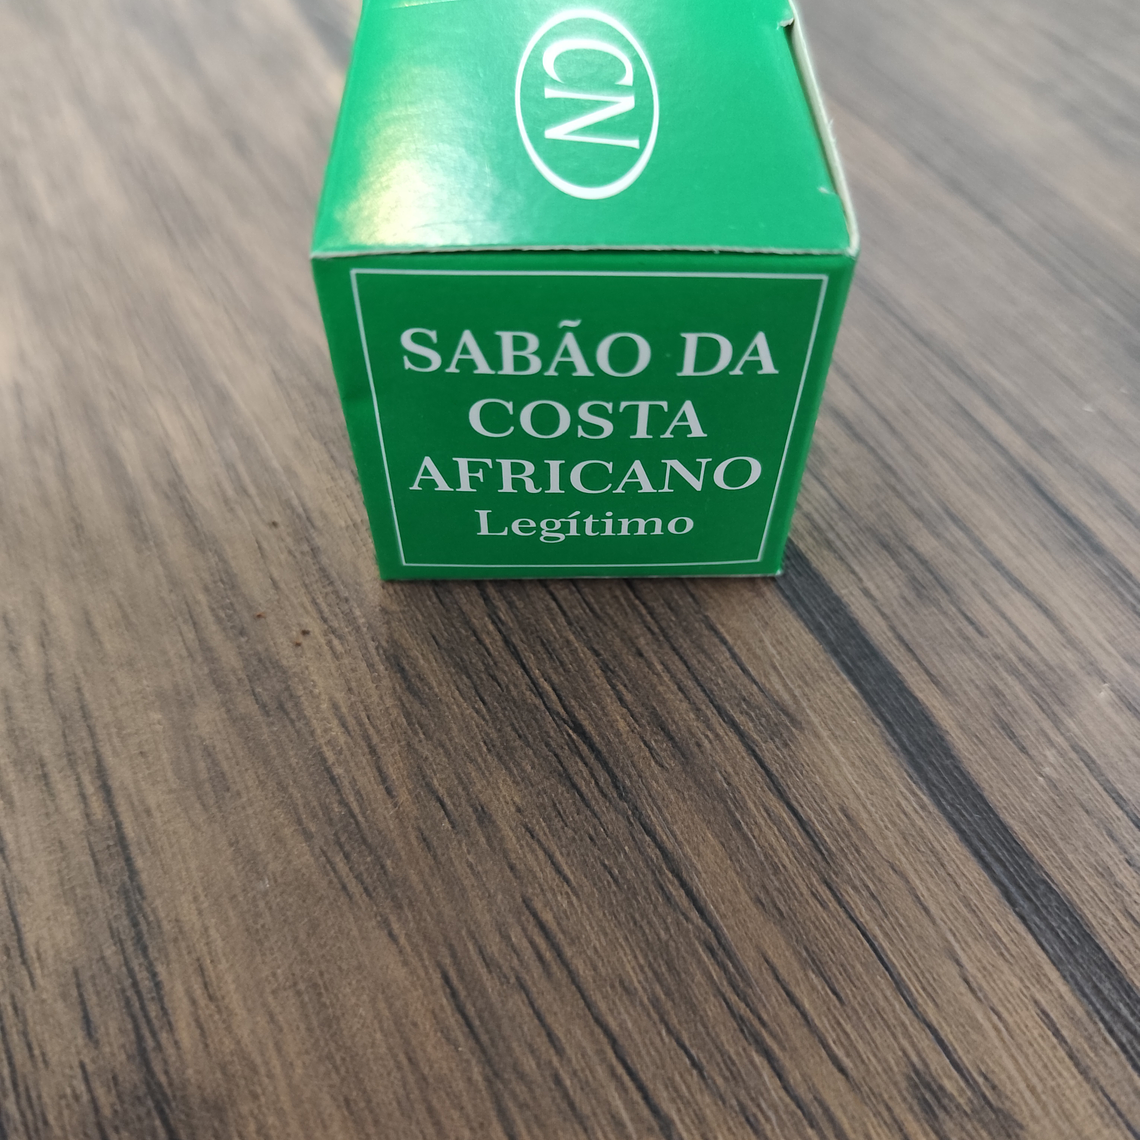 CN
SABÃO DA
COSTA
AFRICANO
Legítimo